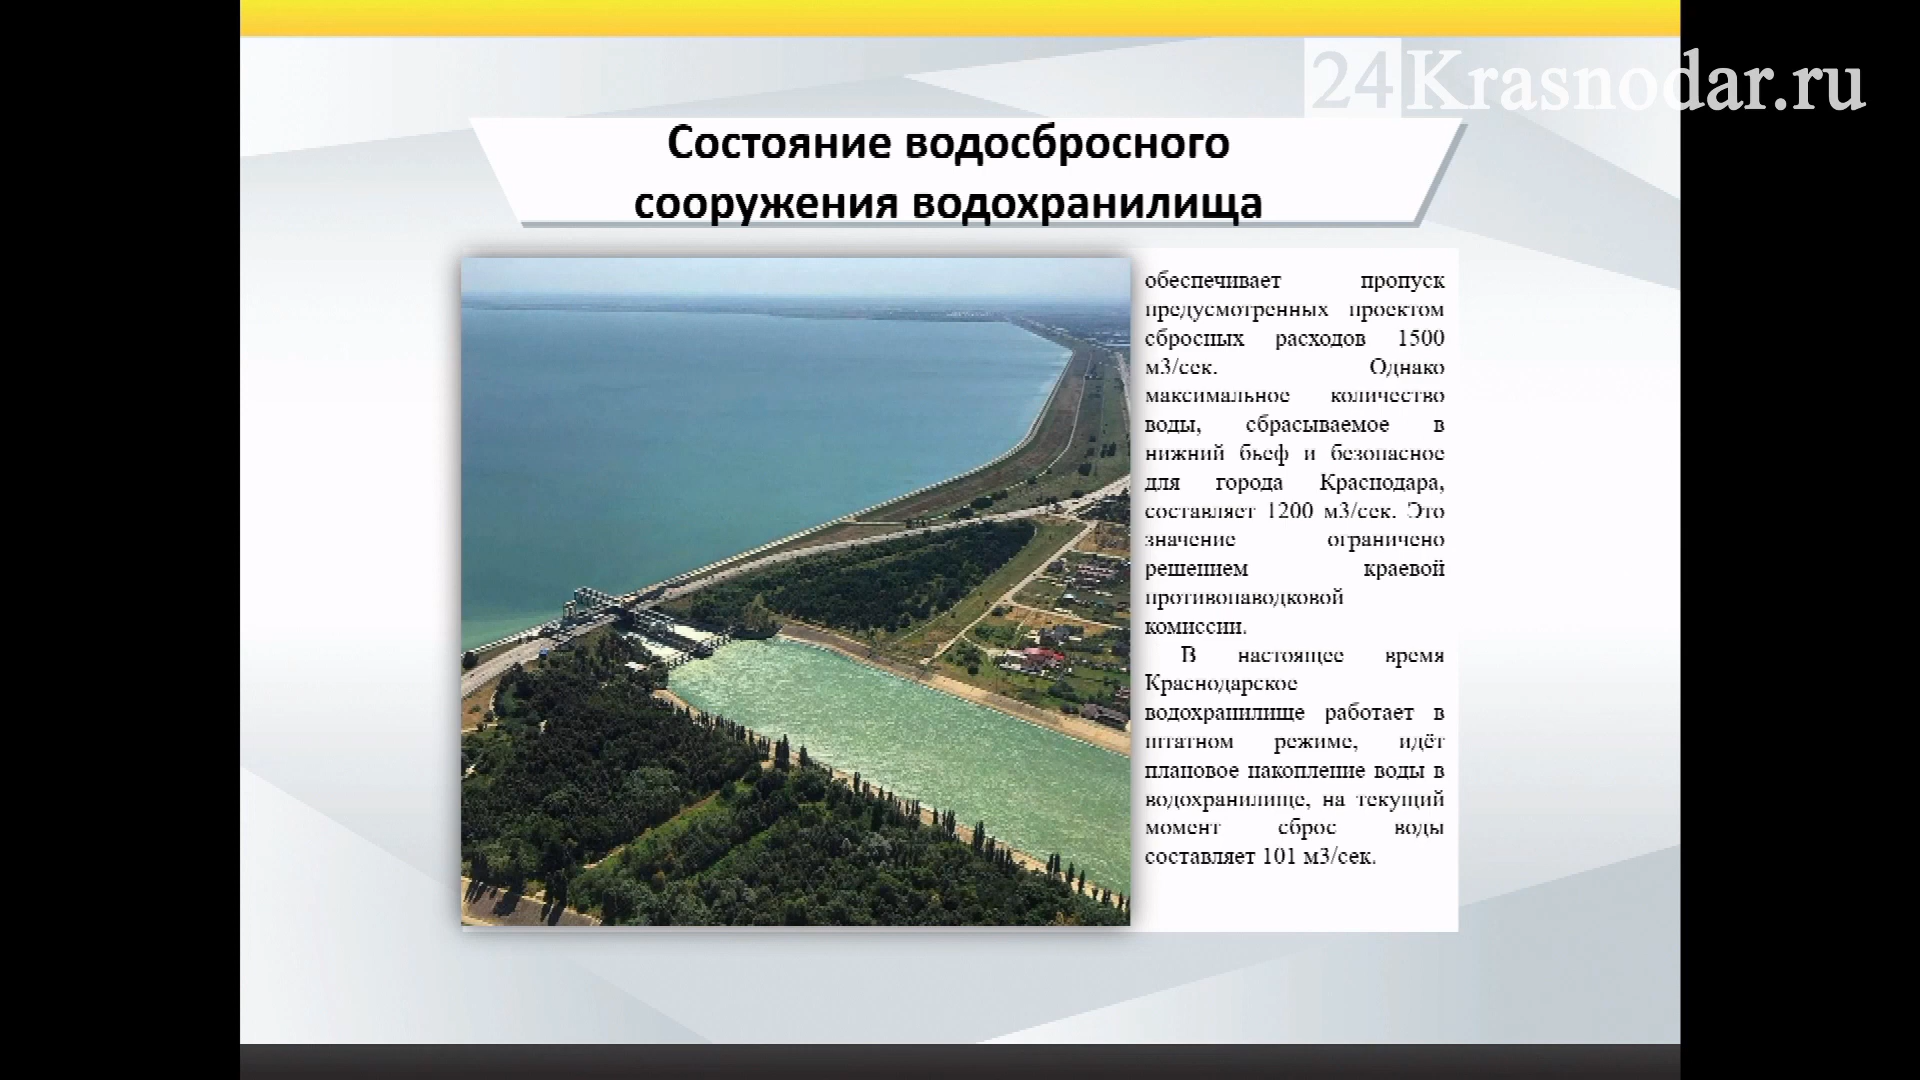 24Krasnodar.ru
Состояние водосбросного
сооружения водохранилища
обеспечивает пропуск
предусмотренных проектом
сбросных расходов 1500
м3/сек. Однако
максимальное количество
воды, сбрасываемое в
нижний бьеф и безопасное
для города Краснодара,
составляет 1200 м3/сек. Это
значение ограничено
решением краевой
противопаводковой
комиссии.
В настоящее время
Краснодарское
водохранилище работает в
штатном режиме, идёт
плановое накопление воды в
водохранилище, на текущий
момент сброс воды
составляет 101 м3/сек.